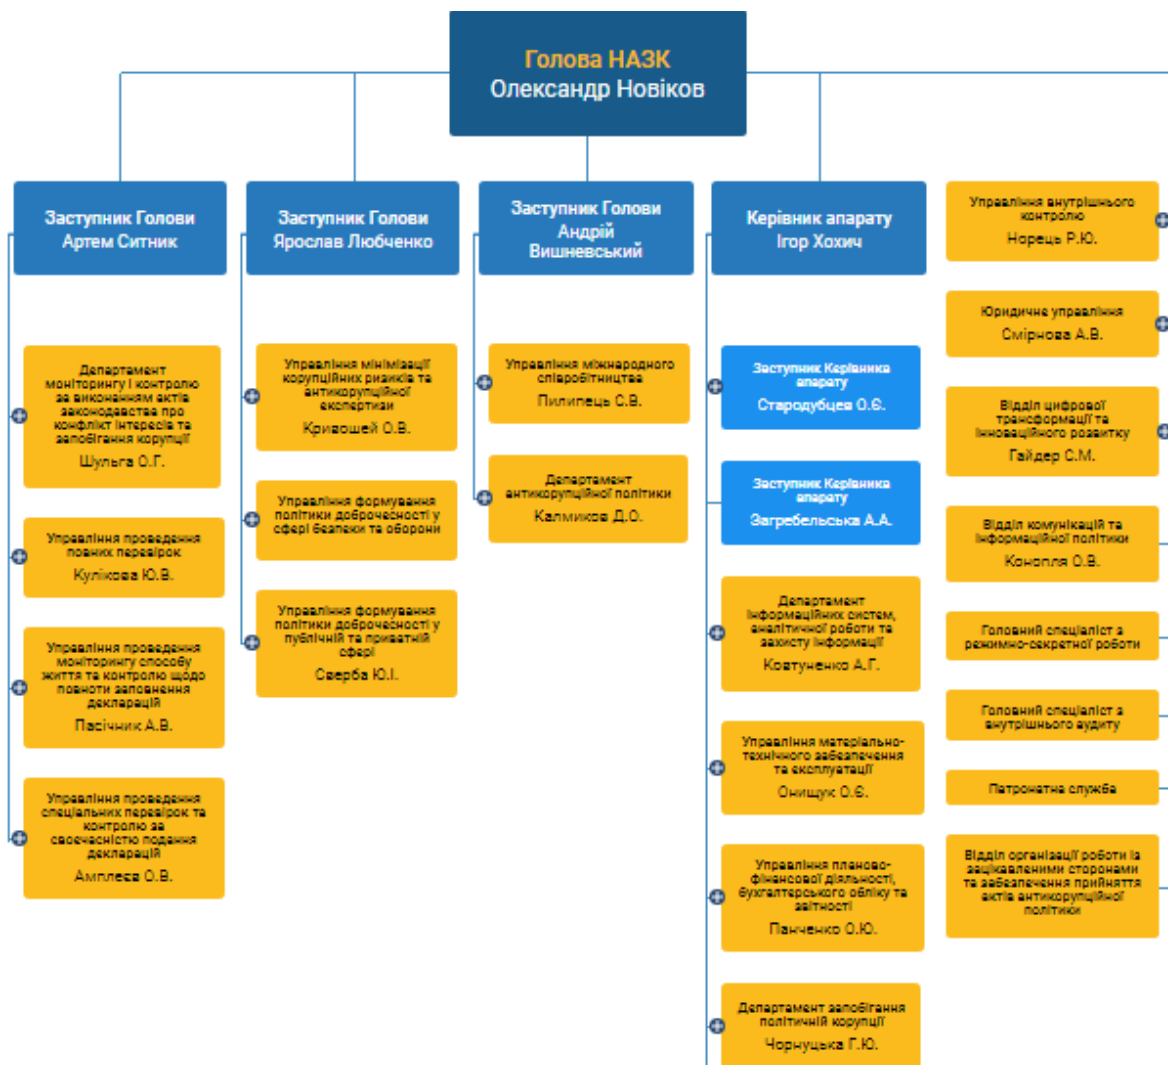 Голова НАЗК
Олександр Новіков
Заступник Голови
Артем Ситник
Департамент
моніторингу і контролю
за виконанням актів
законодавства про
конфлікт інтересів та
запобігання корупції
Шульга О.Г.
Управління проведення
повних перевірок
Кулікова Ю.В.
Управління проведення
моніторингу способу
життя та контролю щодо
повноти заповнення
декларацій
Пасічник А.В.
Управління проведення
спеціальних перевірок та
контролю за
своєчасністю подання
декларацій
Амплеєв О.В.
Заступник Голови
Ярослав Любченко
Управління мінімізації
корупційних ризиків та
антикорупційної
експертизи
Кривошей О.В.
Управління формування
політики доброчесності у
сфері безпеки та оборони
Управління формування
політики доброчесності у
публічній та приватній
сфері
Сверба Ю.І.
Заступник Голови
Андрій
Вишневський
Управління міжнародного
співробітництва
Пилипець С.В.
Департамент
антикорупційної політики
Калмиков Д.О.
Керівник апарату
Ігор Хохич
Заступник Керівника
апарату
Стародубцев О.Є.
Заступник Керівника
апарату
Загребельська А.А.
Департамент
інформаційних систем,
аналітичної роботи та
захисту інформації
Ковтуненко А.Г.
Управління матеріально-
технічного забезпечення
та експлуатації
Онищук О.Є.
Управління планово-
фінансової діяльності,
бухгалтерського обліку та
звітності
Панченко О.Ю.
Департамент запобігання
політичній корупції
Чорнуцька Г.Ю.
Управління внутрішнього
контролю
Норець Р.Ю.
Юридичне управління
Смірнова А.В.
Відділ цифрової
трансформації та
інноваційного розвитку
Гайдер С.М.
Відділ комунікацій та
інформаційної політики
Конопля О.В.
Головний спеціаліст з
режимно-секретної роботи
Головний спеціаліст з
внутрішнього аудиту
Патронатна служба
Відділ організації роботи із
зацікавленими сторонами
та забезпечення прийняття
актів антикорупційної
політики